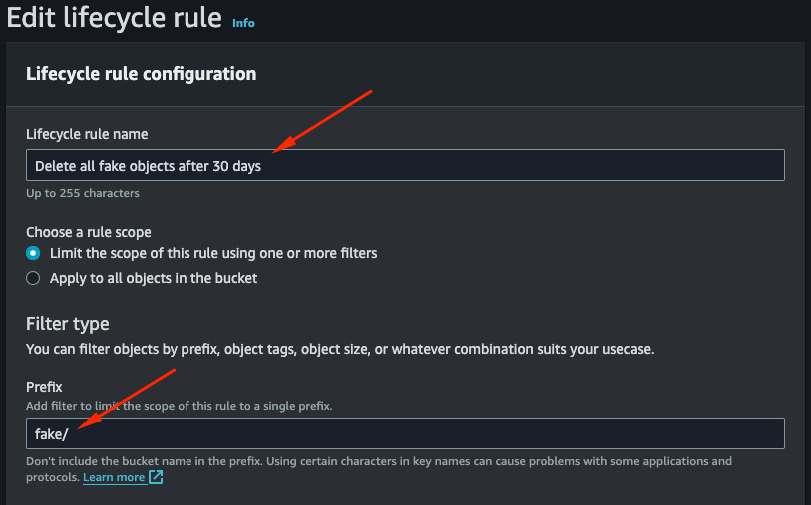 Edit lifecycle rule Info
Lifecycle rule configuration
Lifecycle rule name
Delete all fake objects after 30 days
Up to 255 characters
Choose a rule scope
Limit the scope of this rule using one or more filters
Apply to all objects in the bucket
Filter type
You can filter objects by prefix, object tags, object size, or whatever combination suits your usecase.
Prefix
Add filter to limit the scope of this rule to a single prefix.
fake/
Don't include the bucket name in the prefix. Using certain characters in key names can cause problems with some applications and
protocols. Learn more